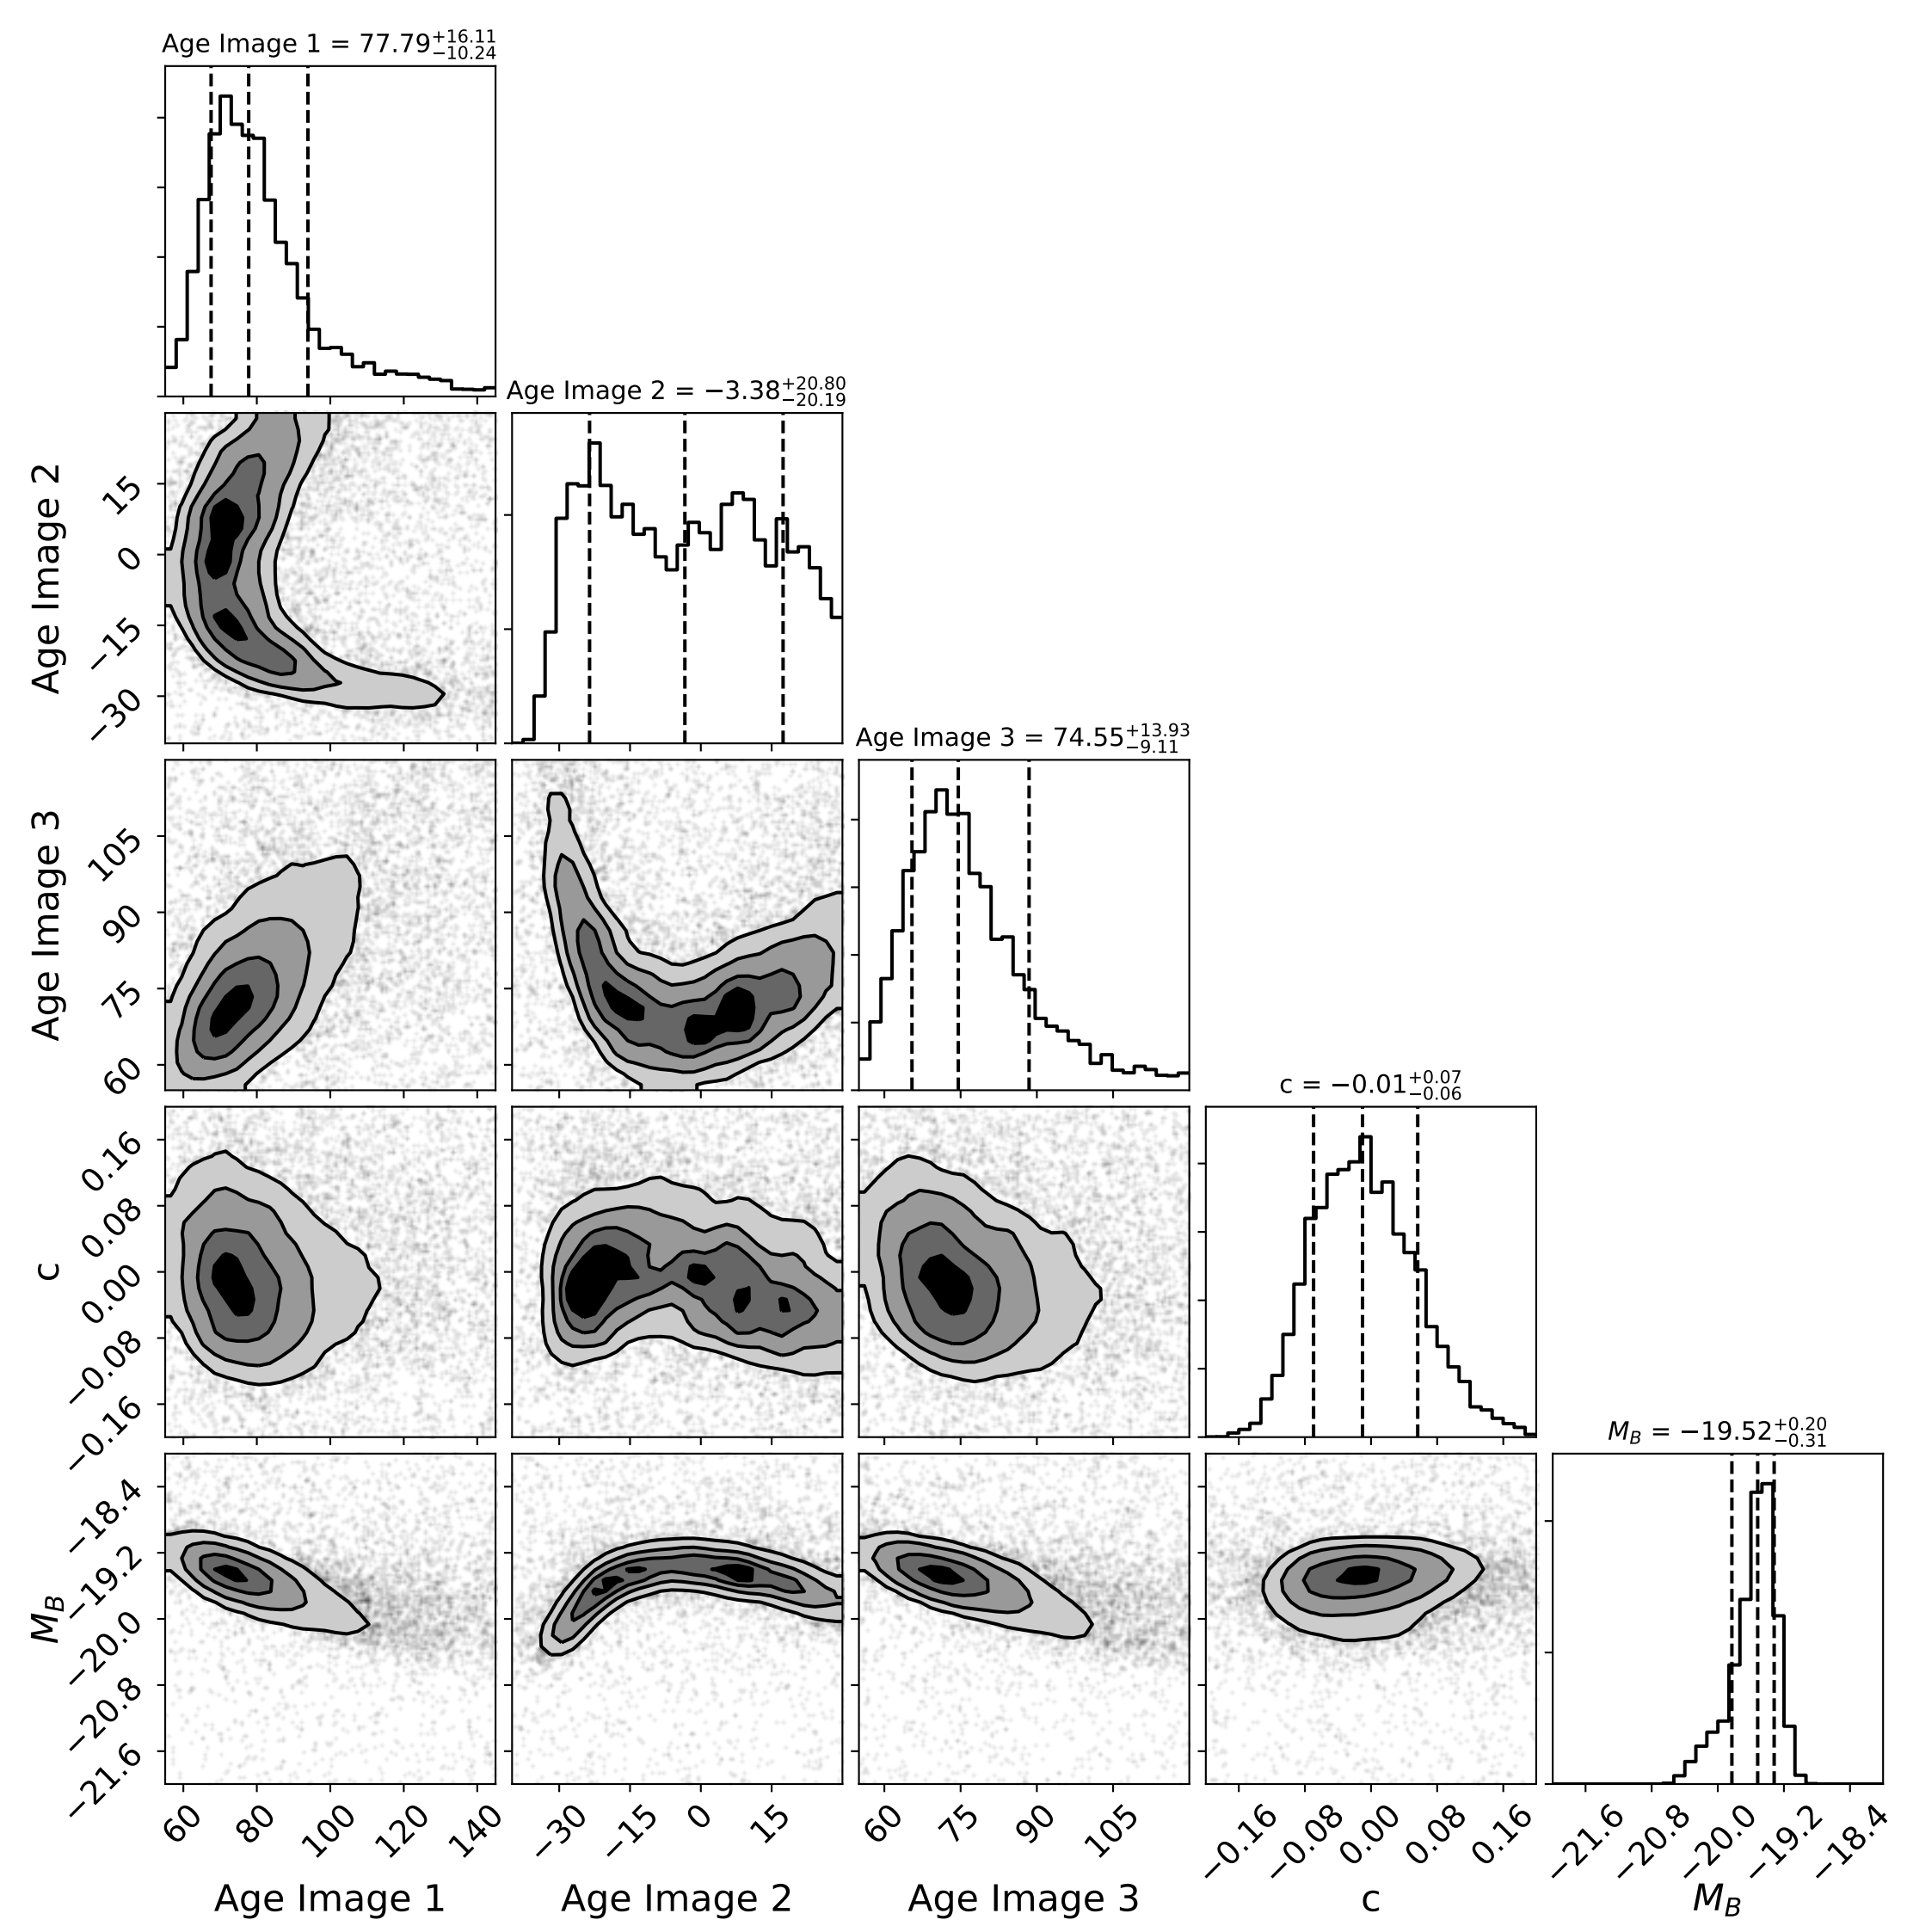 Age Image 1 = 77.79 +16.11 −10.24
Age Image 2 = −3.38 +20.80 −20.19
Age Image 2
15
0
−15
−30
Age Image 3 = 74.55 +13.93 −9.11
Age Image 3
105
90
75
60
c = −0.01 +0.07 −0.06
c
0.16
0.08
0.00
−0.08
−0.16
M_B = −19.52 +0.20 −0.31
M_B
−18.4
−19.2
−20.0
−20.8
−21.6
60 80 100 120 140 −30 −15 0 15 60 75 90 105 −0.16 −0.08 0.00 0.08 0.16 −21.6 −20.8 −20.0 −19.2 −18.4
Age Image 1 Age Image 2 Age Image 3 c M_B